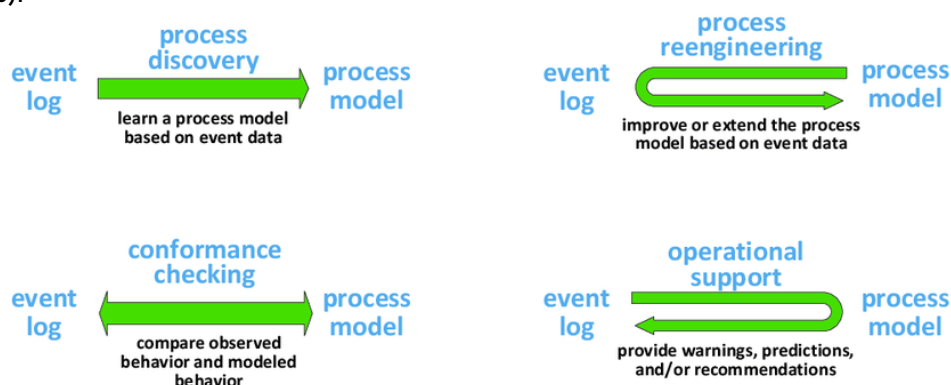 process
discovery
event
log
process
model
learn a process model
based on event data
process
reengineering
event
log
process
model
improve or extend the process
model based on event data
conformance
checking
event
log
process
model
compare observed
behavior and modeled
behavior
operational
support
event
log
process
model
provide warnings, predictions,
and/or recommendations